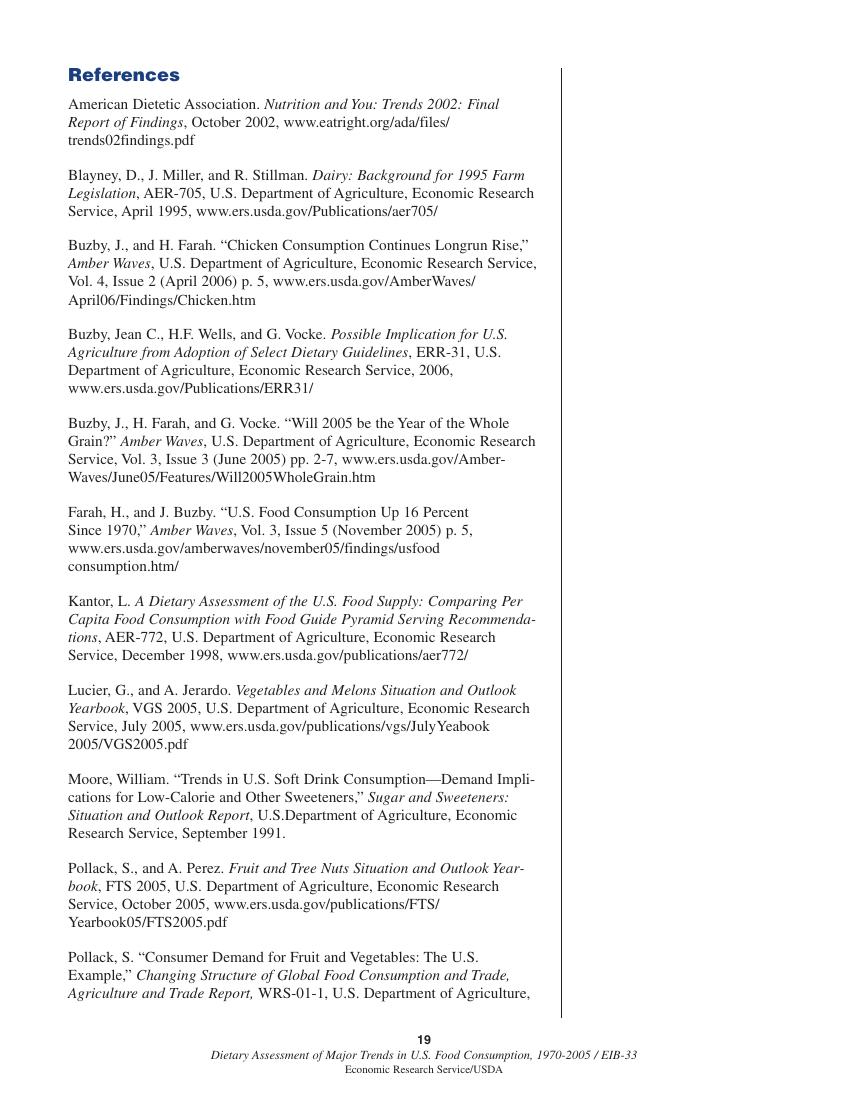 References
American Dietetic Association. Nutrition and You: Trends 2002: Final
Report of Findings, October 2002, www.eatright.org/ada/files/
trends02findings.pdf
Blayney, D., J. Miller, and R. Stillman. Dairy: Background for 1995 Farm
Legislation, AER-705, U.S. Department of Agriculture, Economic Research
Service, April 1995, www.ers.usda.gov/Publications/aer705/
Buzby, J., and H. Farah. “Chicken Consumption Continues Longrun Rise,”
Amber Waves, U.S. Department of Agriculture, Economic Research Service,
Vol. 4, Issue 2 (April 2006) p. 5, www.ers.usda.gov/AmberWaves/
April06/Findings/Chicken.htm
Buzby, Jean C., H.F. Wells, and G. Vocke. Possible Implication for U.S.
Agriculture from Adoption of Select Dietary Guidelines, ERR-31, U.S.
Department of Agriculture, Economic Research Service, 2006,
www.ers.usda.gov/Publications/ERR31/
Buzby, J., H. Farah, and G. Vocke. “Will 2005 be the Year of the Whole
Grain?” Amber Waves, U.S. Department of Agriculture, Economic Research
Service, Vol. 3, Issue 3 (June 2005) pp. 2-7, www.ers.usda.gov/Amber-
Waves/June05/Features/Will2005WholeGrain.htm
Farah, H., and J. Buzby. “U.S. Food Consumption Up 16 Percent
Since 1970,” Amber Waves, Vol. 3, Issue 5 (November 2005) p. 5,
www.ers.usda.gov/amberwaves/november05/findings/usfood
consumption.htm/
Kantor, L. A Dietary Assessment of the U.S. Food Supply: Comparing Per
Capita Food Consumption with Food Guide Pyramid Serving Recommenda-
tions, AER-772, U.S. Department of Agriculture, Economic Research
Service, December 1998, www.ers.usda.gov/publications/aer772/
Lucier, G., and A. Jerardo. Vegetables and Melons Situation and Outlook
Yearbook, VGS 2005, U.S. Department of Agriculture, Economic Research
Service, July 2005, www.ers.usda.gov/publications/vgs/JulyYeabook
2005/VGS2005.pdf
Moore, William. “Trends in U.S. Soft Drink Consumption—Demand Impli-
cations for Low-Calorie and Other Sweeteners,” Sugar and Sweeteners:
Situation and Outlook Report, U.S.Department of Agriculture, Economic
Research Service, September 1991.
Pollack, S., and A. Perez. Fruit and Tree Nuts Situation and Outlook Year-
book, FTS 2005, U.S. Department of Agriculture, Economic Research
Service, October 2005, www.ers.usda.gov/publications/FTS/
Yearbook05/FTS2005.pdf
Pollack, S. “Consumer Demand for Fruit and Vegetables: The U.S.
Example,” Changing Structure of Global Food Consumption and Trade,
Agriculture and Trade Report, WRS-01-1, U.S. Department of Agriculture,
19
Dietary Assessment of Major Trends in U.S. Food Consumption, 1970-2005 / EIB-33
Economic Research Service/USDA